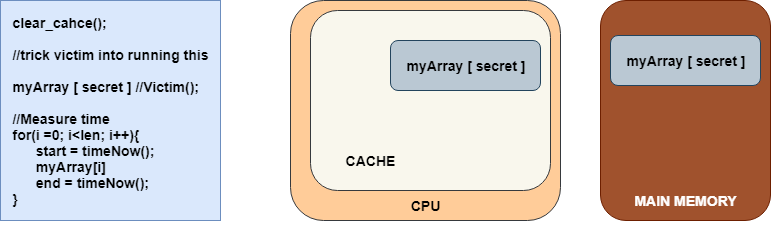 clear_cahce();
//trick victim into running this
myArray [ secret ] //Victim();
//Measure time
for(i =0; i<len; i++){
start = timeNow();
myArray[i]
end = timeNow();
}
myArray [ secret ]
CACHE
CPU
myArray [ secret ]
MAIN MEMORY